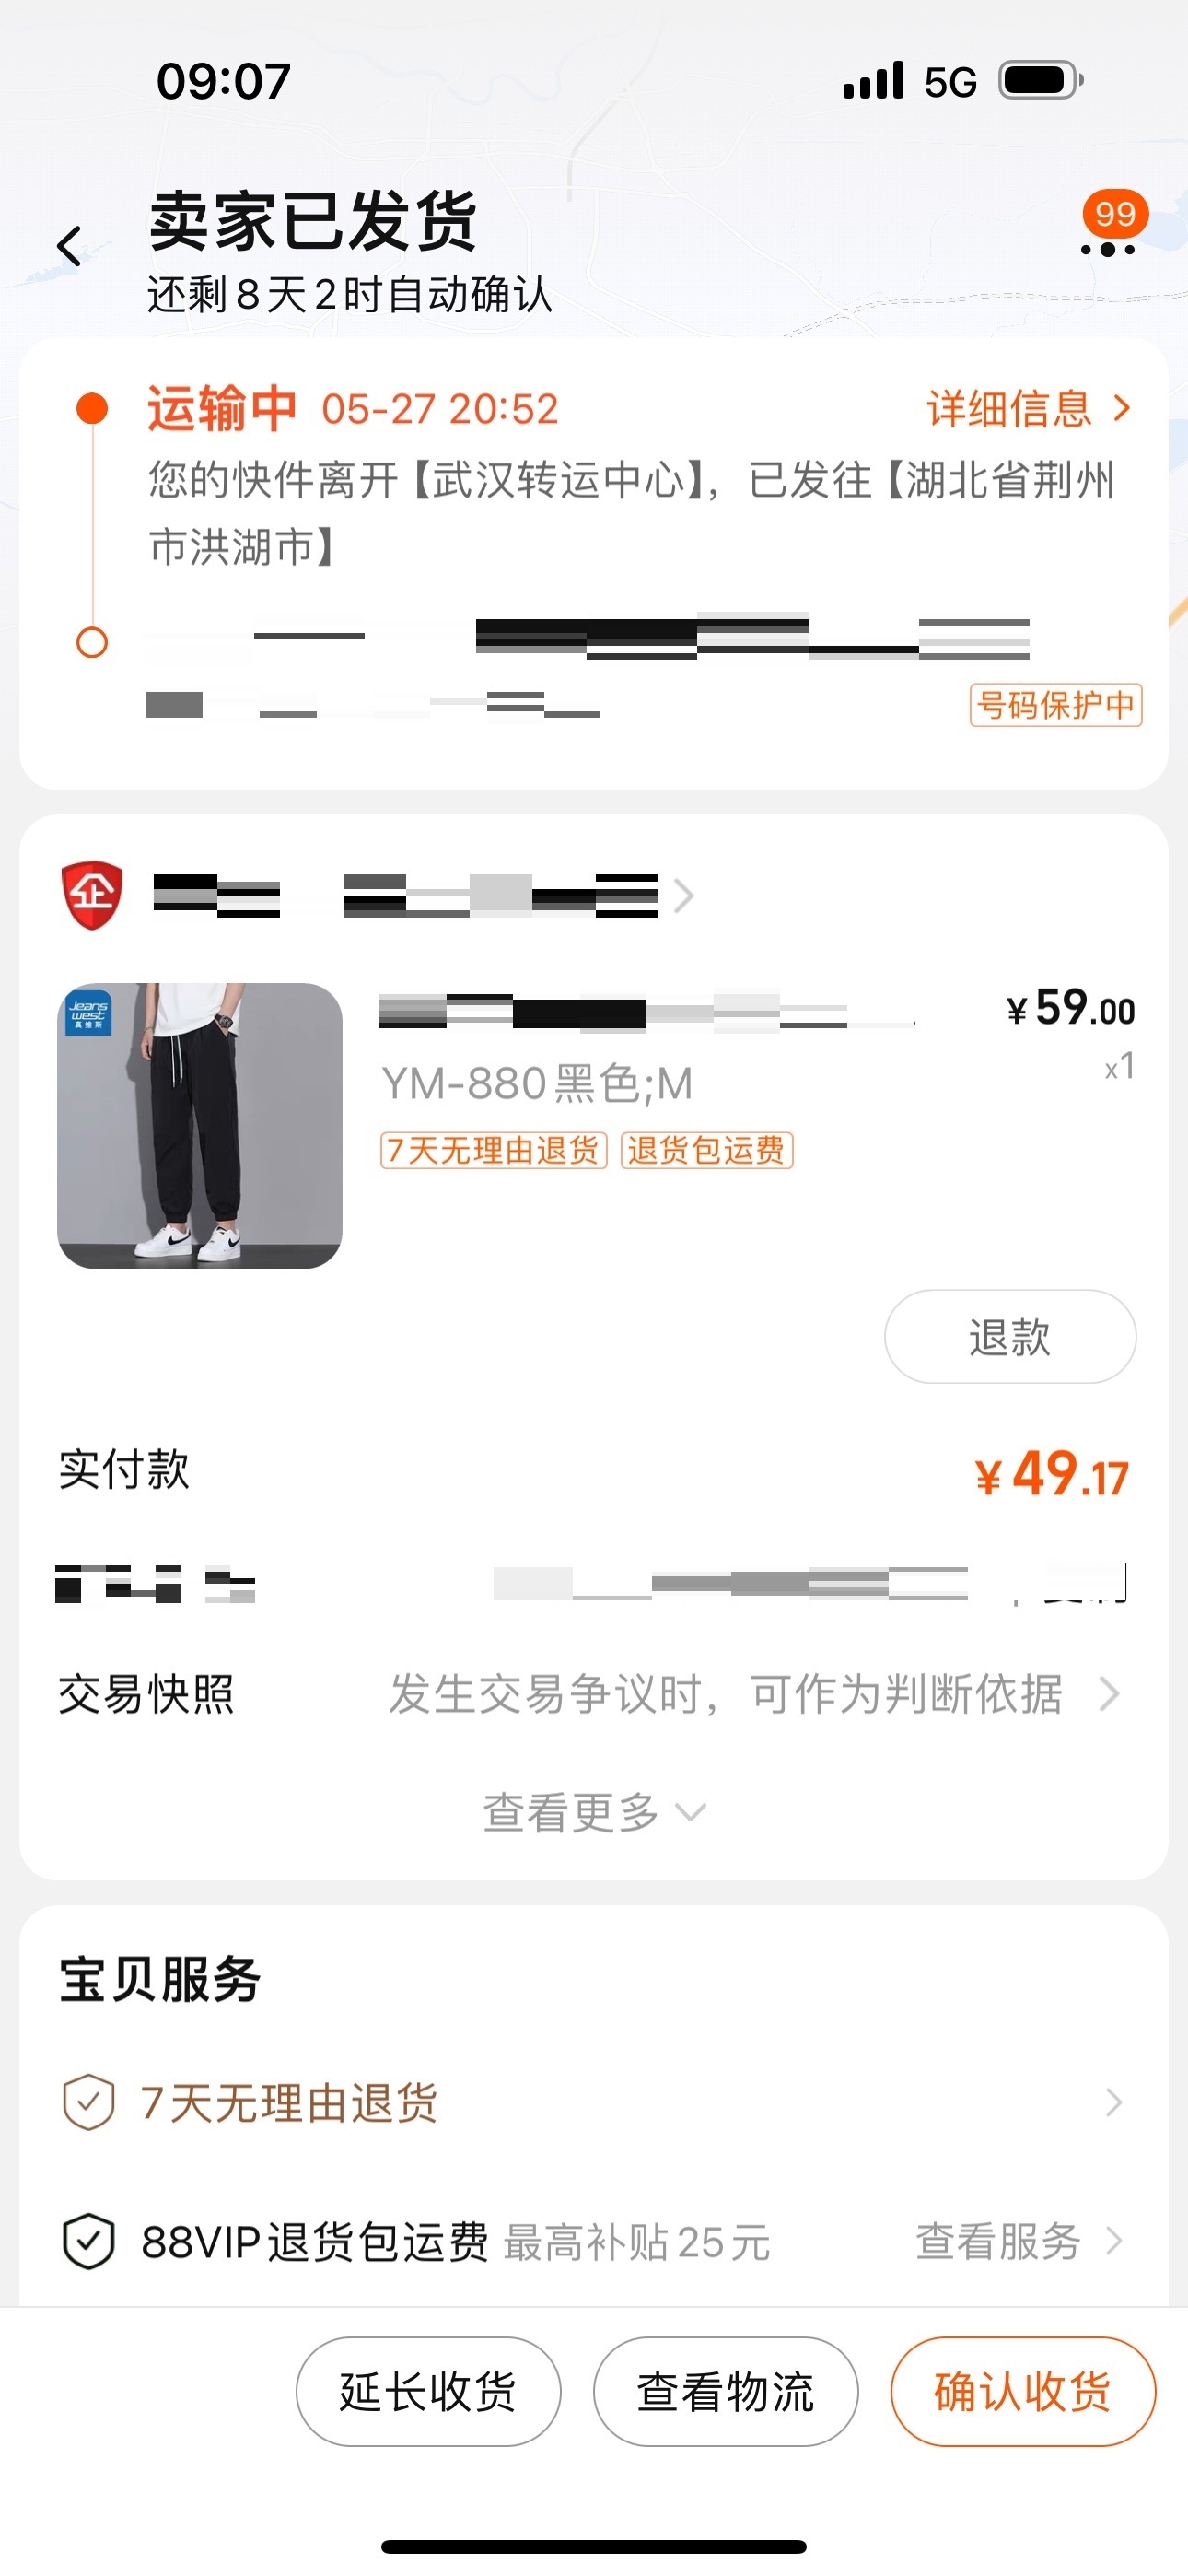 09:07
5G
卖家已发货
99
还剩8天2时自动确认
运输中 05-27 20:52
详细信息
您的快件离开【武汉转运中心】，已发往【湖北省荆州
市洪湖市】
号码保护中
企
Jeans
west
真维斯
¥59.00
YM-880黑色;M
x1
7天无理由退货 退货包运费
退款
实付款
¥49.17
交易快照
发生交易争议时，可作为判断依据
查看更多
宝贝服务
7天无理由退货
88VIP退货包运费 最高补贴25元
查看服务
延长收货
查看物流
确认收货